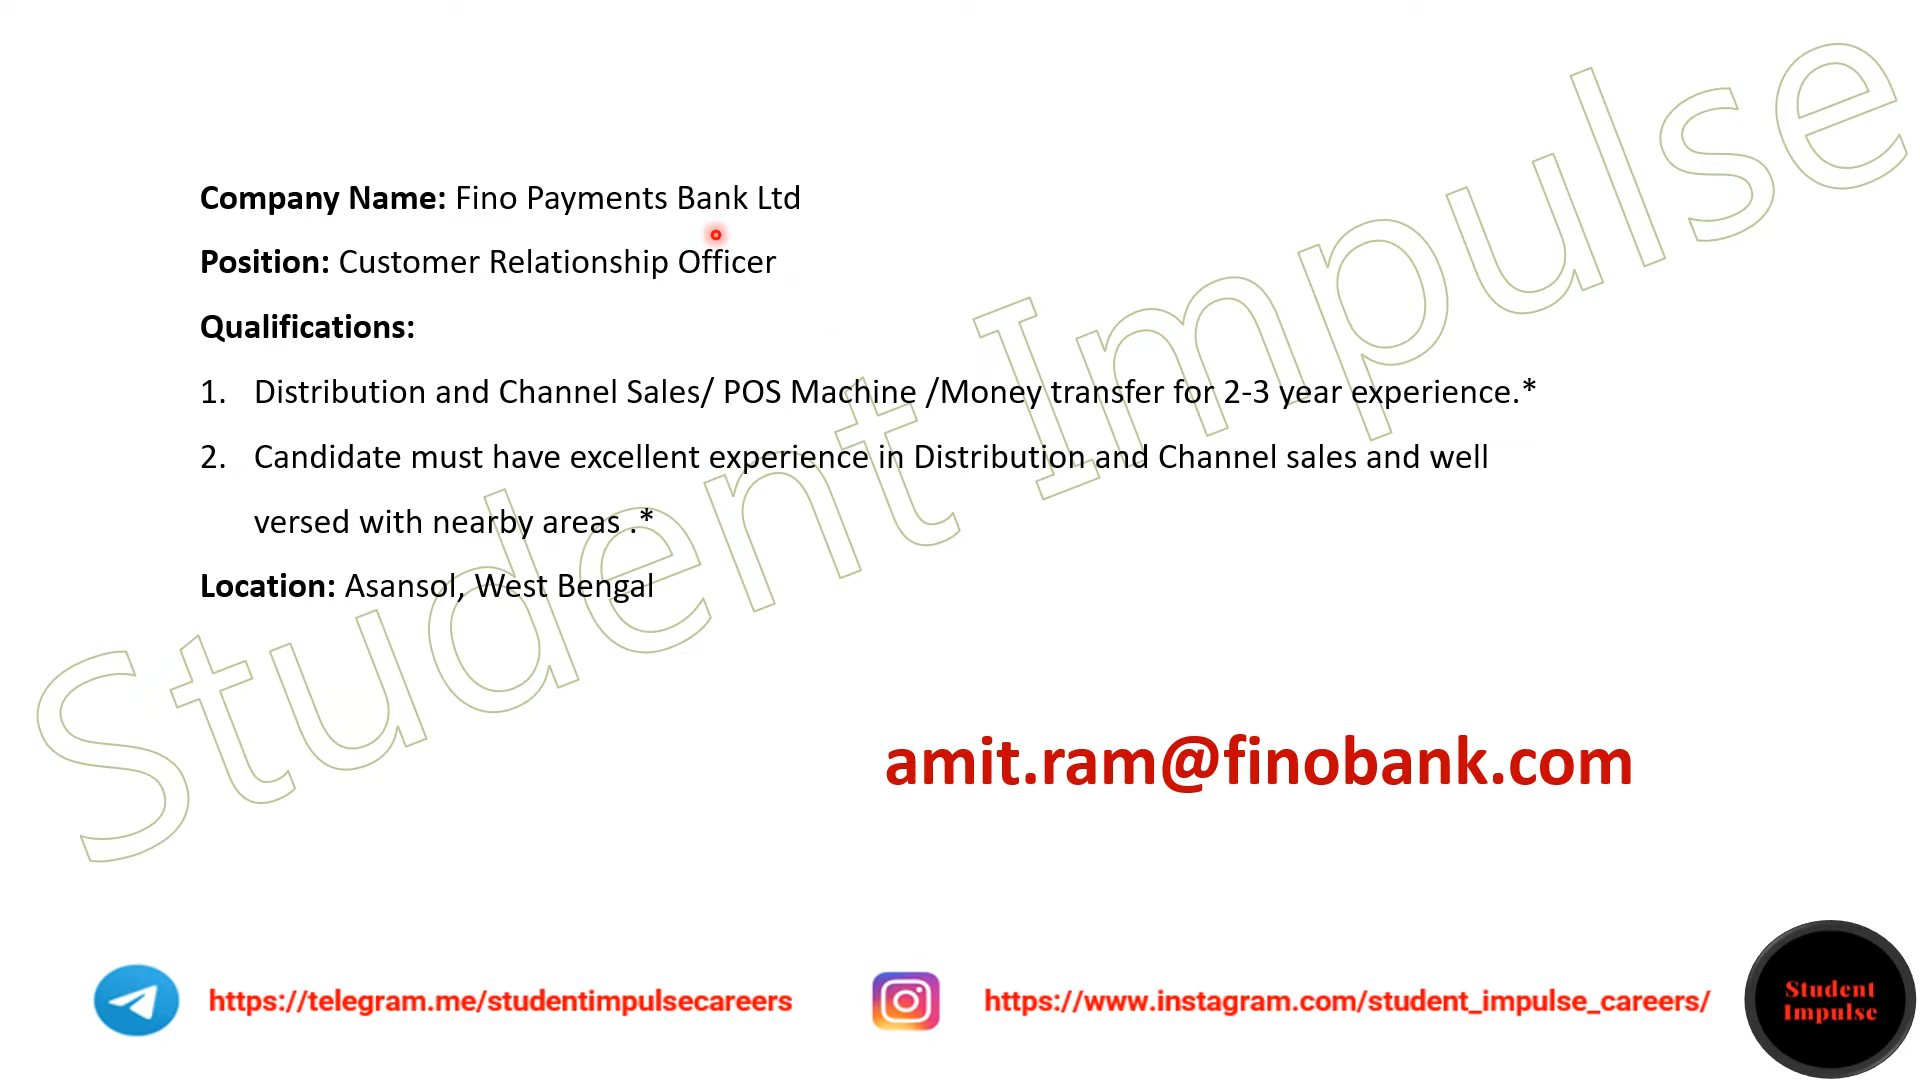 Company Name: Fino Payments Bank Ltd
Position: Customer Relationship Officer
Qualifications:
1. Distribution and Channel Sales/ POS Machine /Money transfer for 2-3 year experience.*
2. Candidate must have excellent experience in Distribution and Channel sales and well
versed with nearby areas .*
Location: Asansol, West Bengal
Student Impulse
amit.ram@finobank.com
https://telegram.me/studentimpulsecareers
https://www.instagram.com/student_impulse_careers/
Student
Impulse